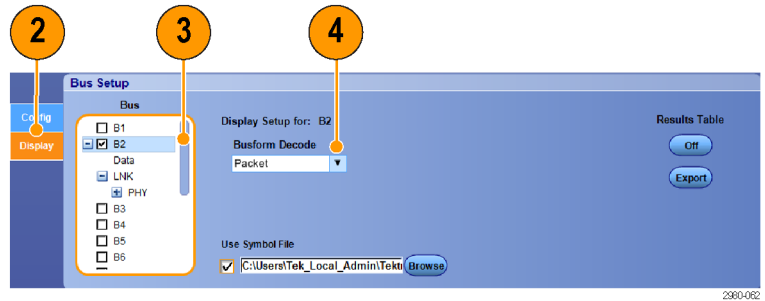 2 3 4
Bus Setup
Bus
Config
Display
B1
B2
Data
LNK
PHY
B3
B4
B5
B6
Display Setup for: B2
Busform Decode
Packet
Use Symbol File
C:\Users\Tek_Local_Admin\Tekt
Browse
Results Table
Off
Export
2980-062